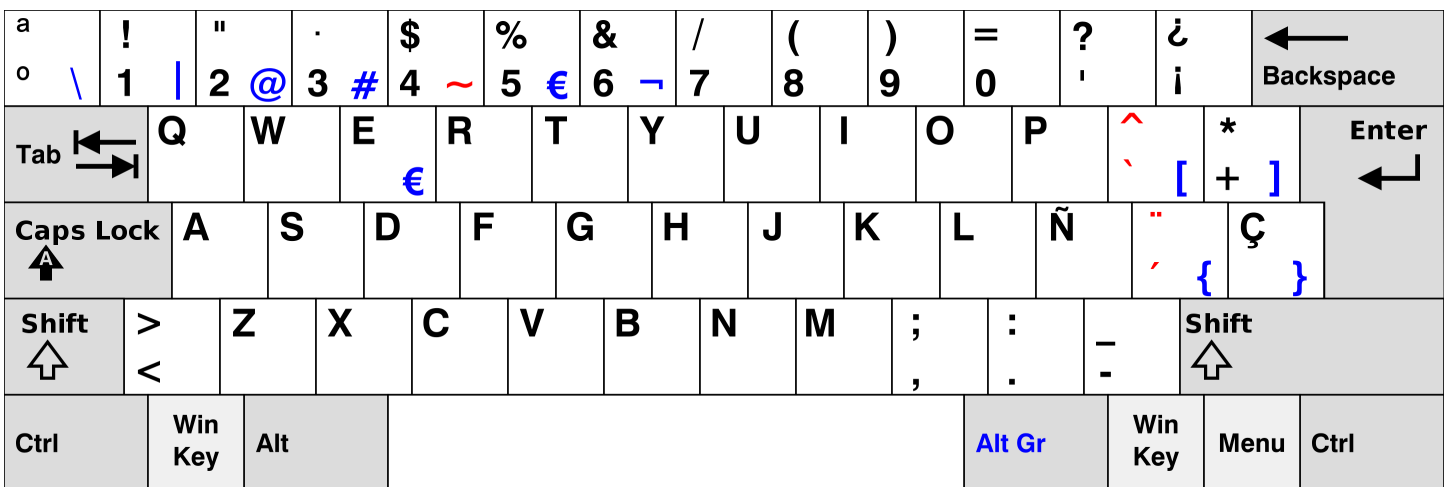 ª ! " · $ % & / ( ) = ? ¿
º \ 1 | 2 @ 3 # 4 ~ 5 € 6 ¬ 7 8 9 0 ' ¡ Backspace
Tab Q W E R T Y U I O P ^ * Enter
€ ` [ + ]
Caps Lock A S D F G H J K L Ñ ¨ Ç
A ´ { }
Shift > Z X C V B N M ; : _ Shift
< , . -
Ctrl Win Key Alt Alt Gr Win Key Menu Ctrl